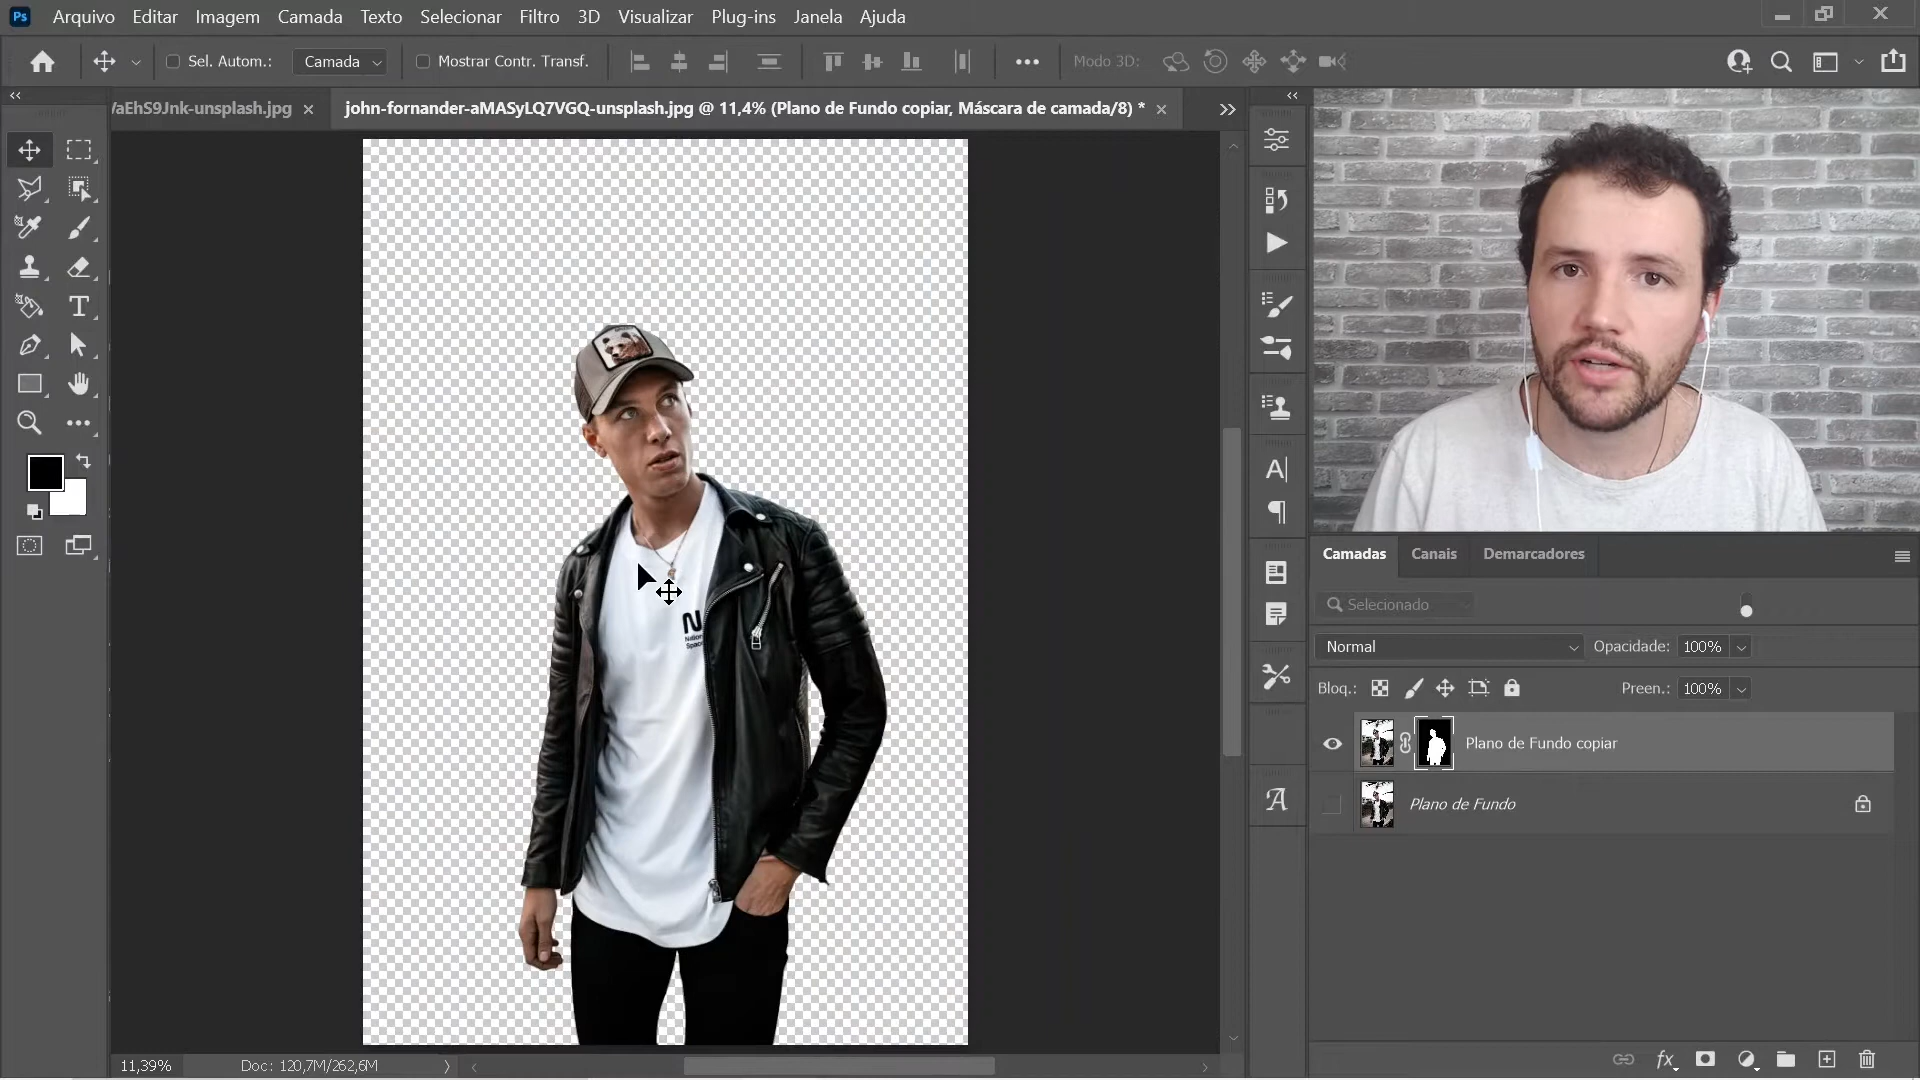 Ps Arquivo Editar Imagem Camada Texto Selecionar Filtro 3D Visualizar Plug-ins Janela Ajuda
Sel. Autom.: Camada Mostrar Contr. Transf. Modo 3D:
/aEhS9Jnk-unsplash.jpg john-fornander-aMASyLQ7VGQ-unsplash.jpg @ 11,4% (Plano de Fundo copiar, Máscara de camada/8) *
Camadas Canais Demarcadores
Selecionado
Normal Opacidade: 100%
Bloq.: Preen.: 100%
Plano de Fundo copiar
Plano de Fundo
11,39% Doc: 120,7M/262,6M